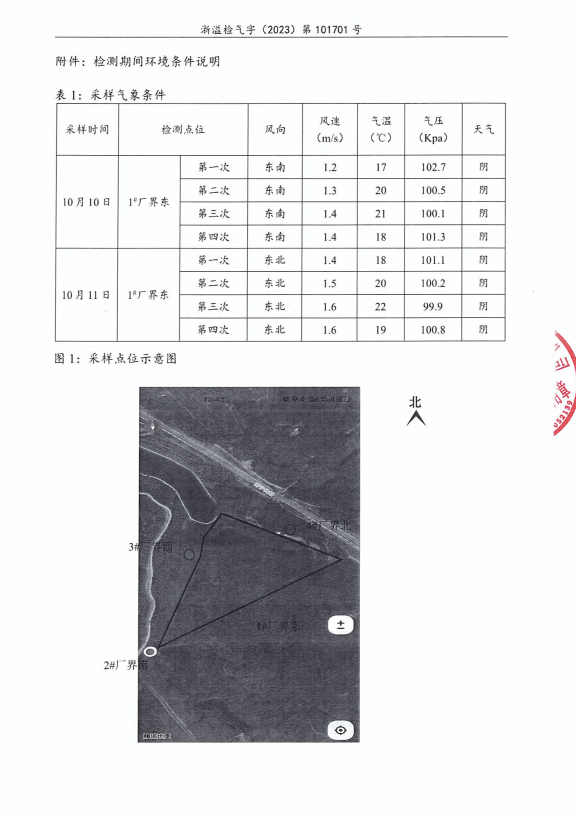 浙溢检气字（2023）第 101701 号
附件：检测期间环境条件说明
表 1：采样气象条件
采样时间 检测点位 风向 风速（m/s） 气温（℃） 气压（Kpa） 天气
10 月 10 日 1#厂界东 第一次 东南 1.2 17 102.7 阴
第二次 东南 1.3 20 100.5 阴
第三次 东南 1.4 21 100.1 阴
第四次 东南 1.4 18 101.3 阴
10 月 11 日 1#厂界东 第一次 东北 1.4 18 101.1 阴
第二次 东北 1.5 20 100.2 阴
第三次 东北 1.6 22 99.9 阴
第四次 东北 1.6 19 100.8 阴
图 1：采样点位示意图
北
12:41
4#厂界北
3#厂界西
1#厂界东
2#厂界南